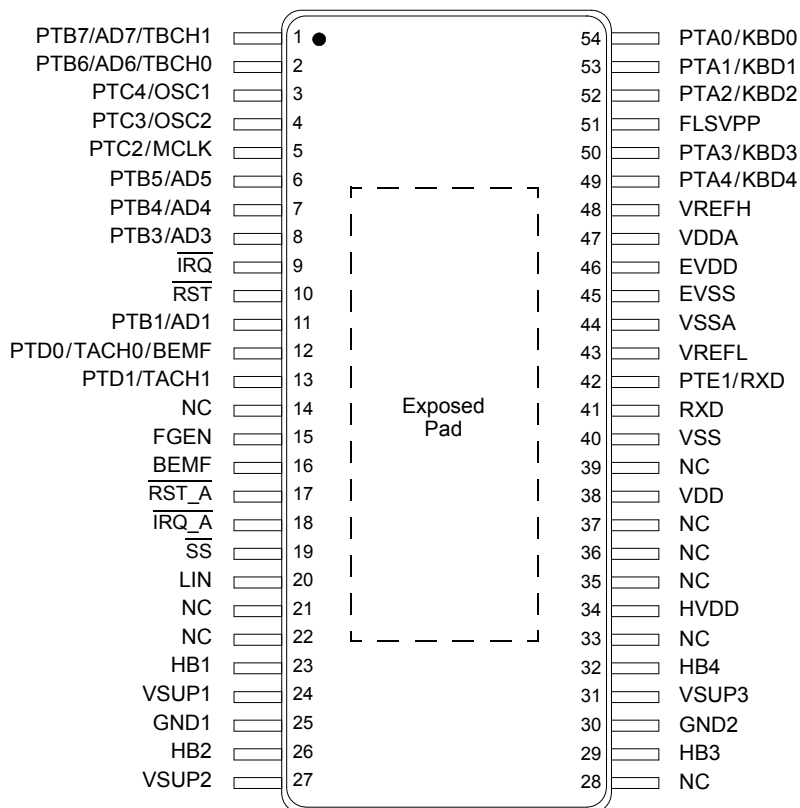 PTB7/AD7/TBCH1 1 54 PTA0/KBD0
PTB6/AD6/TBCH0 2 53 PTA1/KBD1
PTC4/OSC1 3 52 PTA2/KBD2
PTC3/OSC2 4 51 FLSVPP
PTC2/MCLK 5 50 PTA3/KBD3
PTB5/AD5 6 49 PTA4/KBD4
PTB4/AD4 7 48 VREFH
PTB3/AD3 8 47 VDDA
IRQ 9 46 EVDD
RST 10 45 EVSS
PTB1/AD1 11 44 VSSA
PTD0/TACH0/BEMF 12 43 VREFL
PTD1/TACH1 13 42 PTE1/RXD
NC 14 Exposed 41 RXD
FGEN 15 Pad 40 VSS
BEMF 16 39 NC
RST_A 17 38 VDD
IRQ_A 18 37 NC
SS 19 36 NC
LIN 20 35 NC
NC 21 34 HVDD
NC 22 33 NC
HB1 23 32 HB4
VSUP1 24 31 VSUP3
GND1 25 30 GND2
HB2 26 29 HB3
VSUP2 27 28 NC